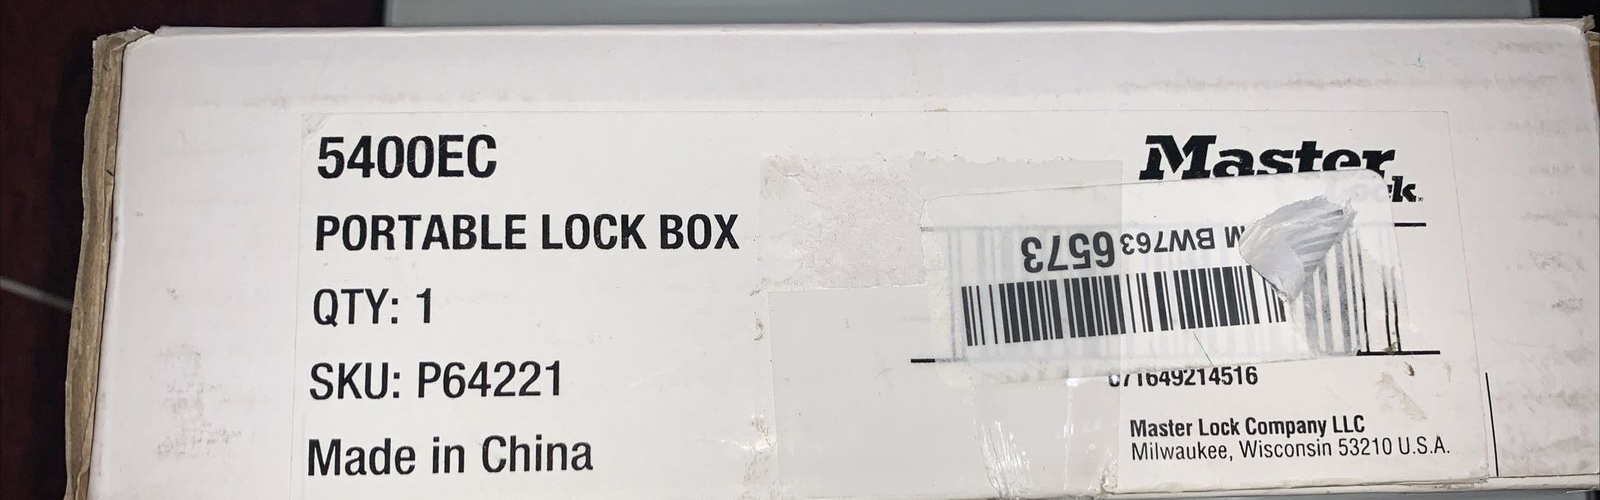 5400EC
PORTABLE LOCK BOX
QTY: 1
SKU: P64221
Made in China
Master
6573
BW763
071649214516
Master Lock Company LLC
Milwaukee, Wisconsin 53210 U.S.A.